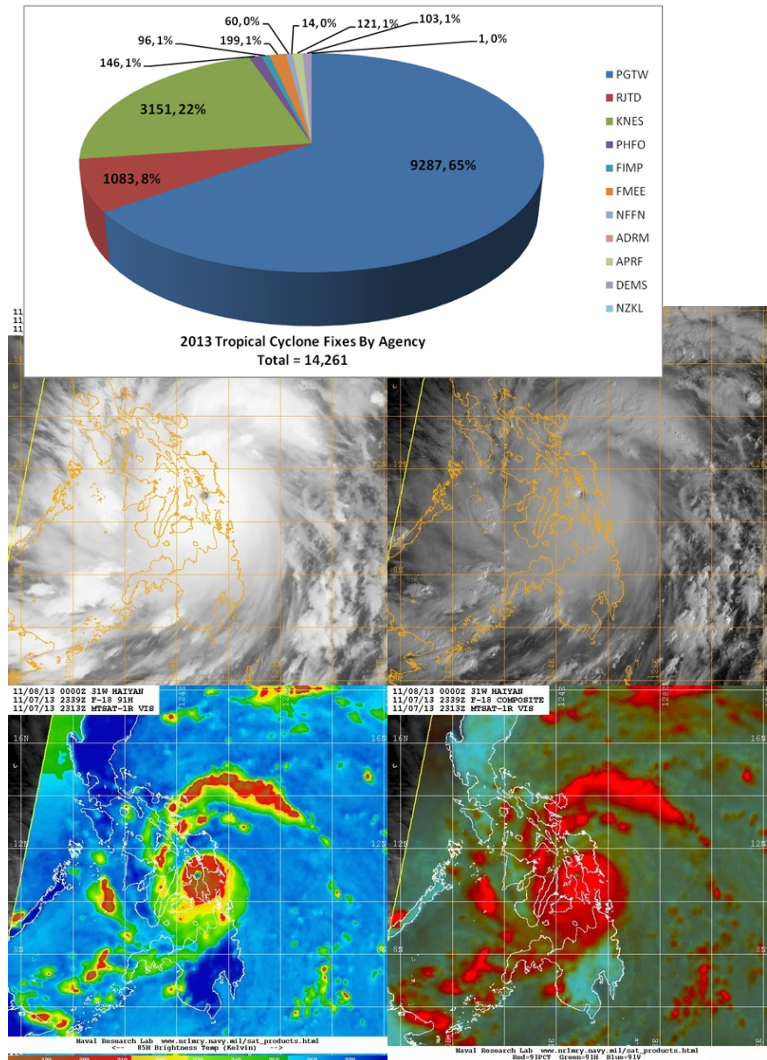 60,0%
14,0%
121,1%
103,1%
96,1%
199,1%
1,0%
146,1%
3151, 22%
1083, 8%
9287, 65%
PGTW
RJTD
KNES
PHFO
FIMP
FMEE
NFFN
ADRM
APRF
DEMS
NZKL
2013 Tropical Cyclone Fixes By Agency
Total = 14,261
11
11
11
11/08/13 0000Z 31W HAIYAN
11/07/13 2339Z F-18 91H
11/07/13 2313Z MTSAT-1R VIS
11/08/13 0000Z 31W HAIYAN
11/07/13 2339Z F-18 COMPOSITE
11/07/13 2313Z MTSAT-1R VIS
124E
128E
16N
16N
12N
12N
8N
8N
Naval Research Lab www.nrlmry.navy.mil/sat_products.html
<-- 85H Brightness Temp (Kelvin) -->
Naval Research Lab www.nrlmry.navy.mil/sat_products.html
Red=91PCT Green=91H Blue=91V